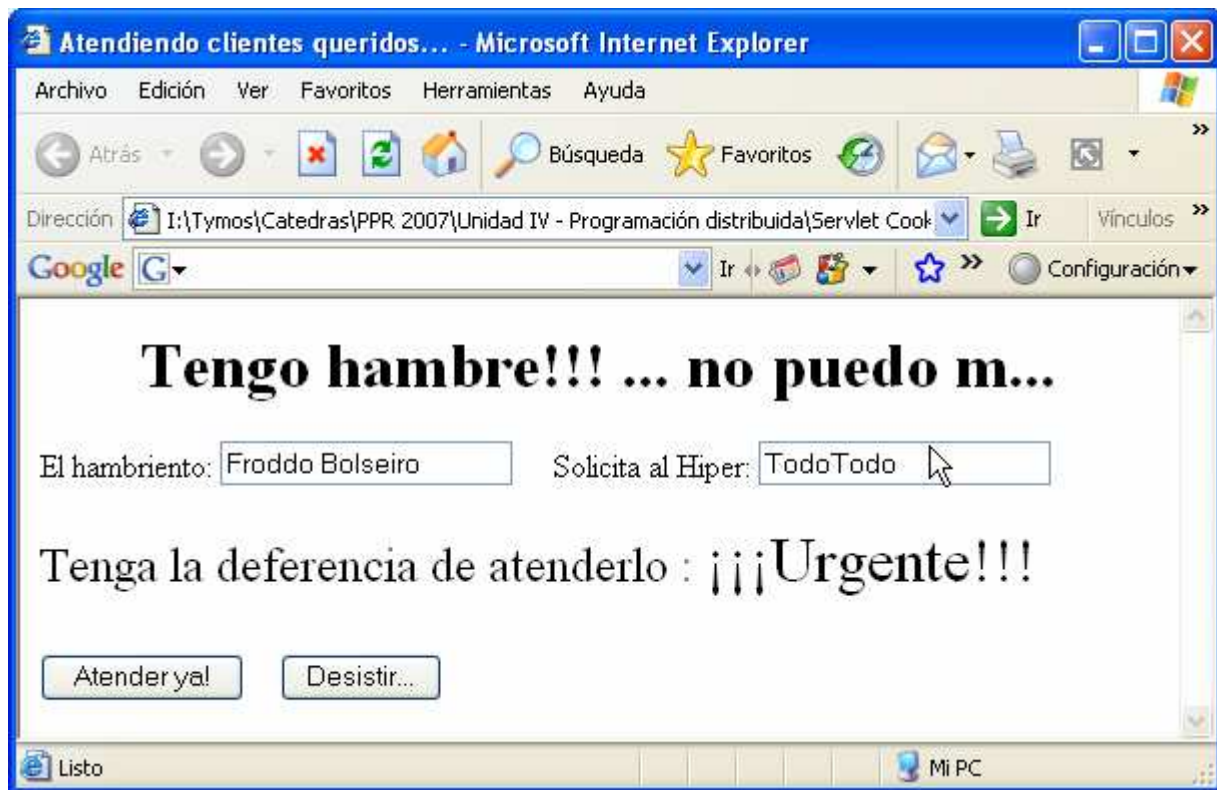 Atendiendo clientes queridos... - Microsoft Internet Explorer
Archivo Edición Ver Favoritos Herramientas Ayuda
Atrás Búsqueda Favoritos
Dirección I:\Tymos\Catedras\PPR 2007\Unidad IV - Programación distribuida\Servlet Cook Ir Vínculos
Google G Ir Configuración
Tengo hambre!!! ... no puedo m...
El hambriento: Froddo Bolseiro Solicita al Hiper: TodoTodo
Tenga la deferencia de atenderlo : ¡¡¡Urgente!!!
Atender ya! Desistir...
Listo Mi PC